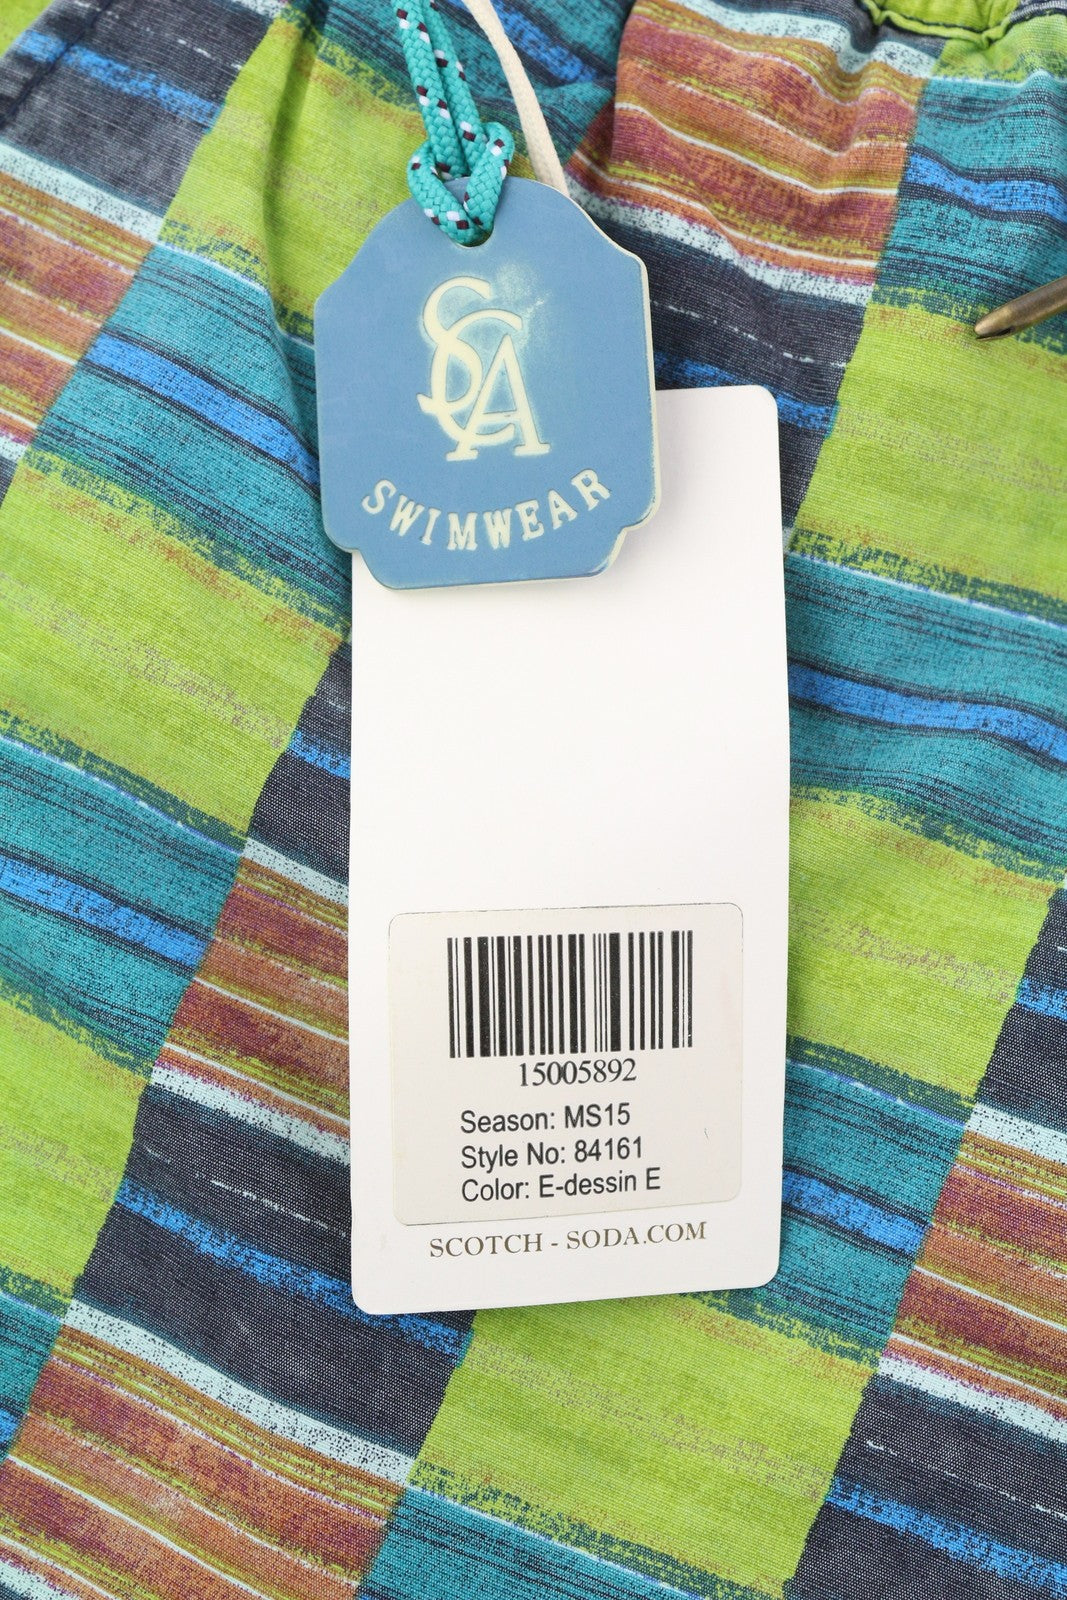 SCA
SWIMWEAR
15005892
Season: MS15
Style No: 84161
Color: E-dessin E
SCOTCH - SODA.COM